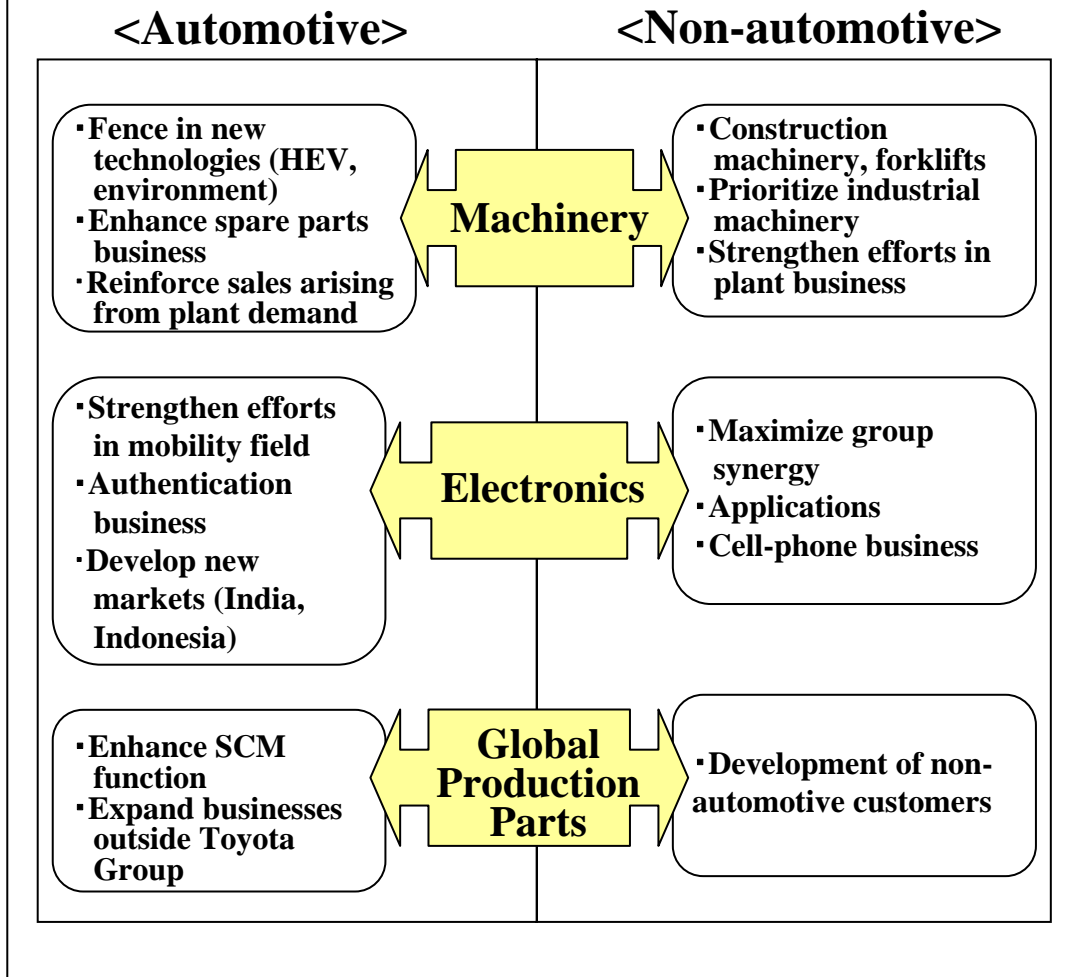 <Automotive>
<Non-automotive>
・Fence in new
technologies (HEV,
environment)
・Enhance spare parts
business
・Reinforce sales arising
from plant demand
Machinery
・Construction
machinery, forklifts
・Prioritize industrial
machinery
・Strengthen efforts in
plant business
・Strengthen efforts
in mobility field
・Authentication
business
・Develop new
markets (India,
Indonesia)
Electronics
・Maximize group
synergy
・Applications
・Cell-phone business
・Enhance SCM
function
・Expand businesses
outside Toyota
Group
Global
Production
Parts
・Development of non-
automotive customers